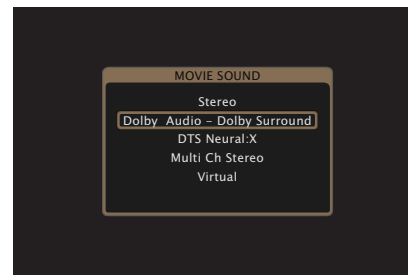 MOVIE SOUND
Stereo
Dolby Audio – Dolby Surround
DTS Neural:X
Multi Ch Stereo
Virtual